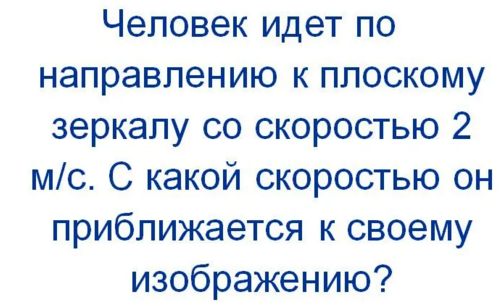 Человек идет по
направлению к плоскому
зеркалу со скоростью 2
м/с. С какой скоростью он
приближается к своему
изображению?